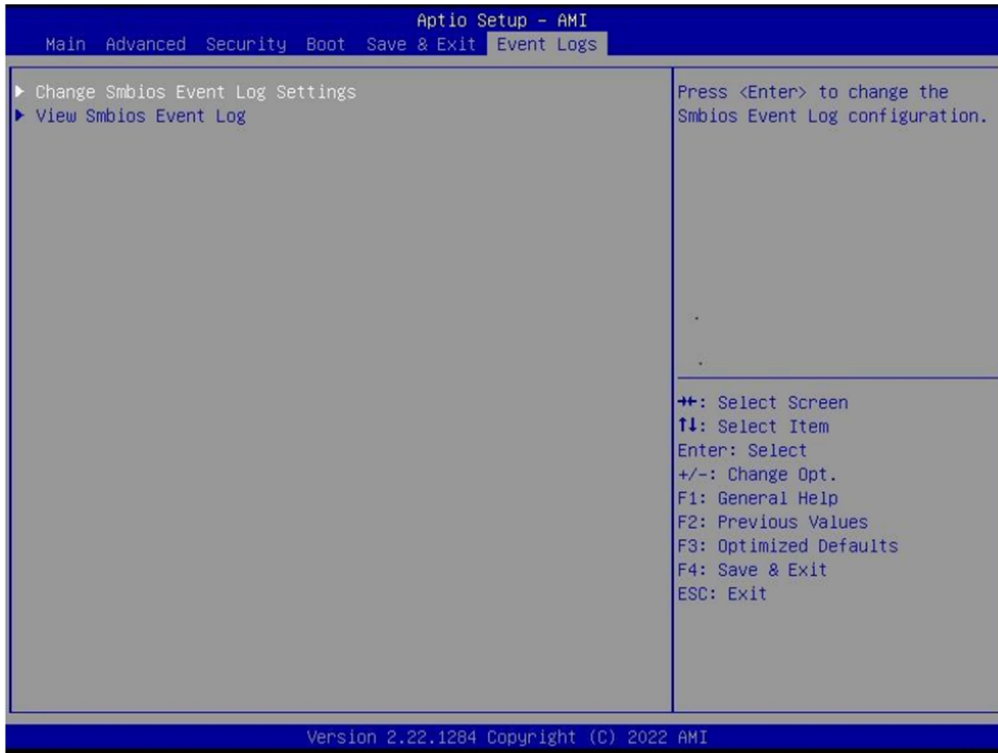 Aptio Setup – AMI
Main Advanced Security Boot Save & Exit Event Logs
▶ Change Smbios Event Log Settings
▶ View Smbios Event Log
Press <Enter> to change the
Smbios Event Log configuration.
→←: Select Screen
↑↓: Select Item
Enter: Select
+/-: Change Opt.
F1: General Help
F2: Previous Values
F3: Optimized Defaults
F4: Save & Exit
ESC: Exit
Version 2.22.1284 Copyright (C) 2022 AMI